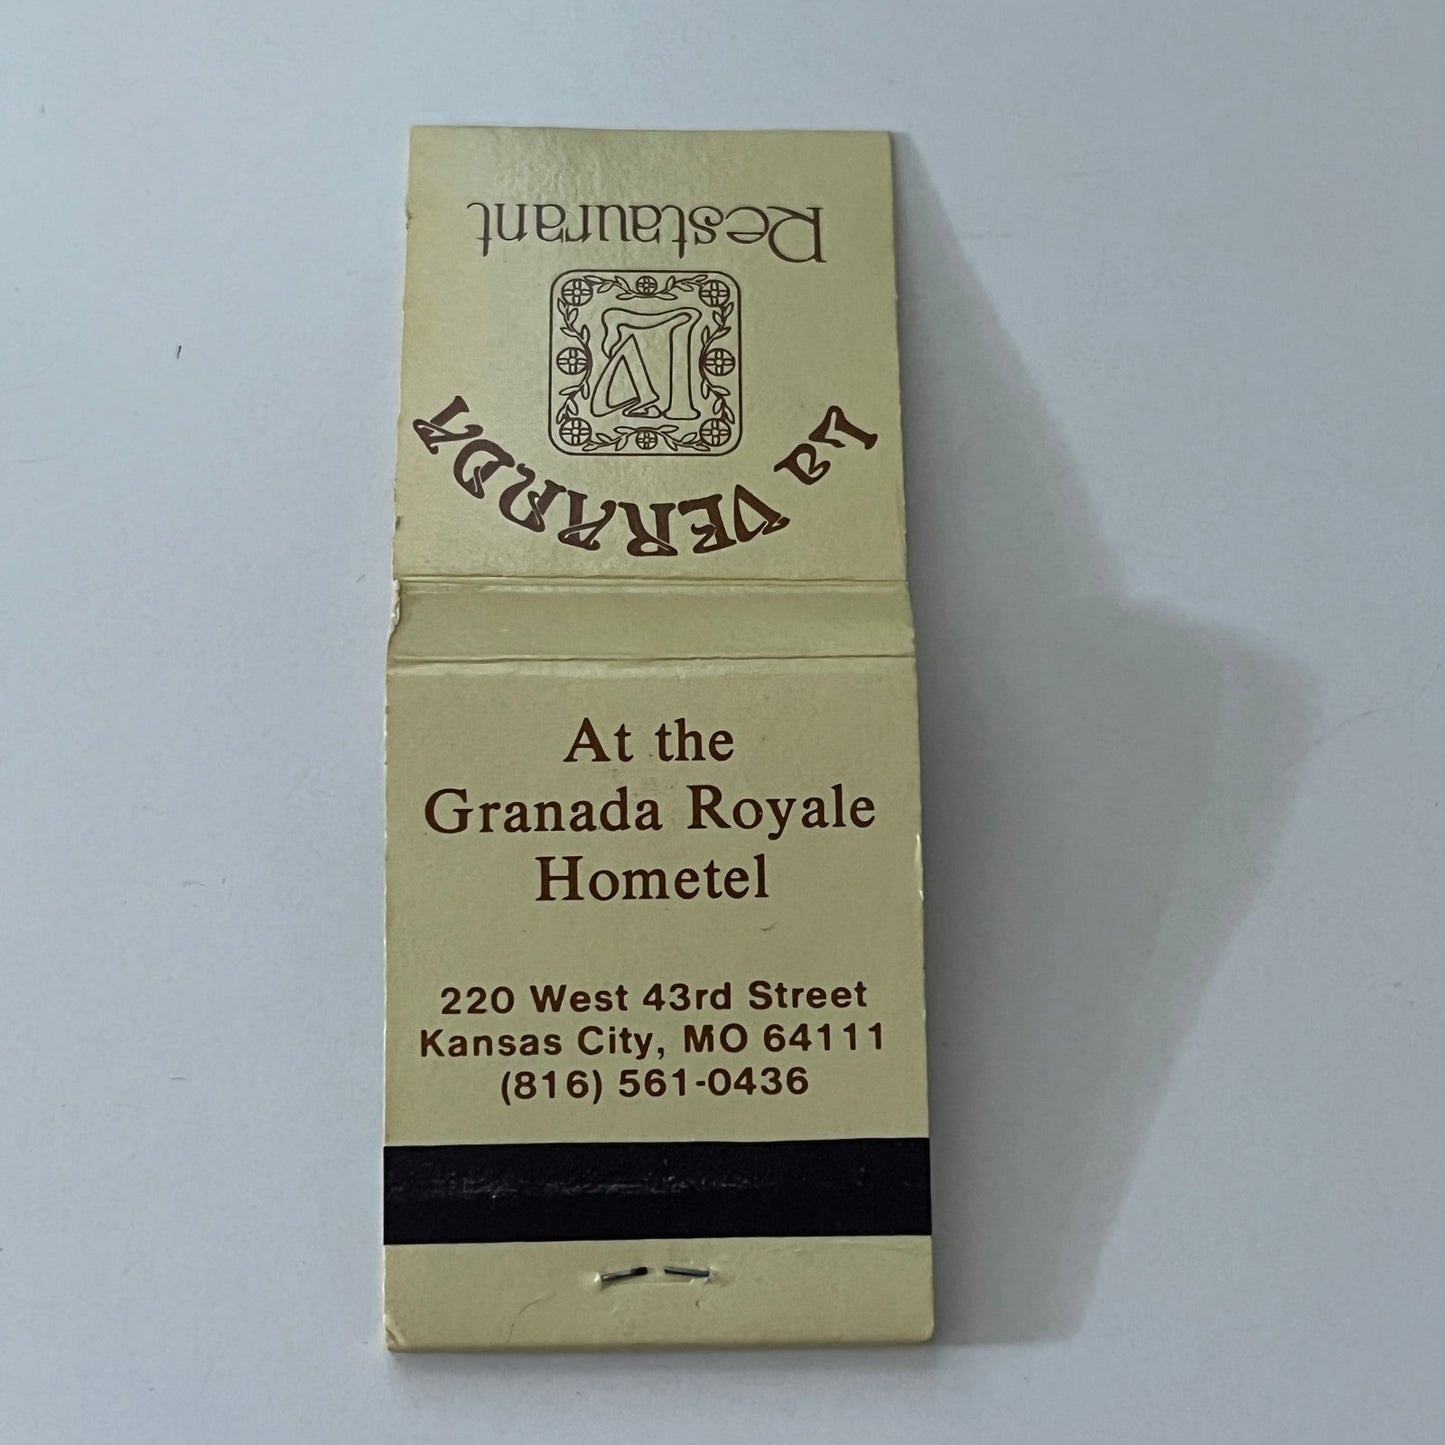 La VERANDA
LV
Restaurant
At the
Granada Royale
Hometel
220 West 43rd Street
Kansas City, MO 64111
(816) 561-0436